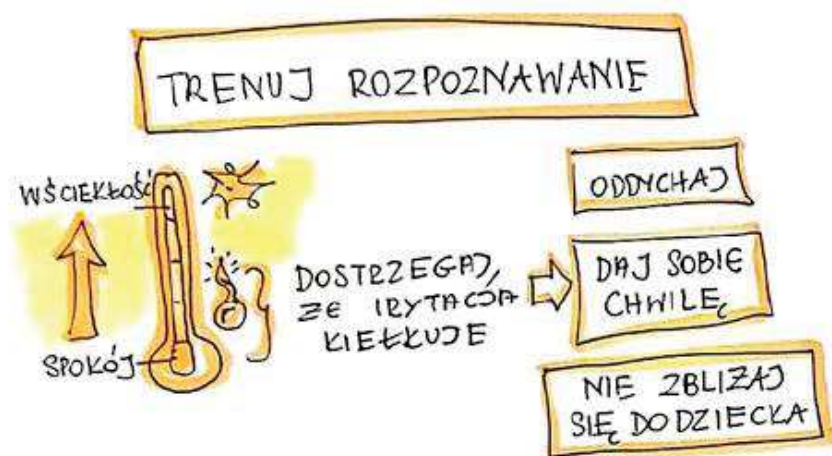 TRENUJ ROZPOZNAWANIE
WŚCIEKŁOŚĆ
SPOKÓJ
DOSTRZEGAJ,
ŻE IRYTACJA
KIEŁKUJE
ODDYCHAJ
DAJ SOBIE
CHWILĘ
NIE ZBLIŻAJ
SIĘ DO DZIECKA